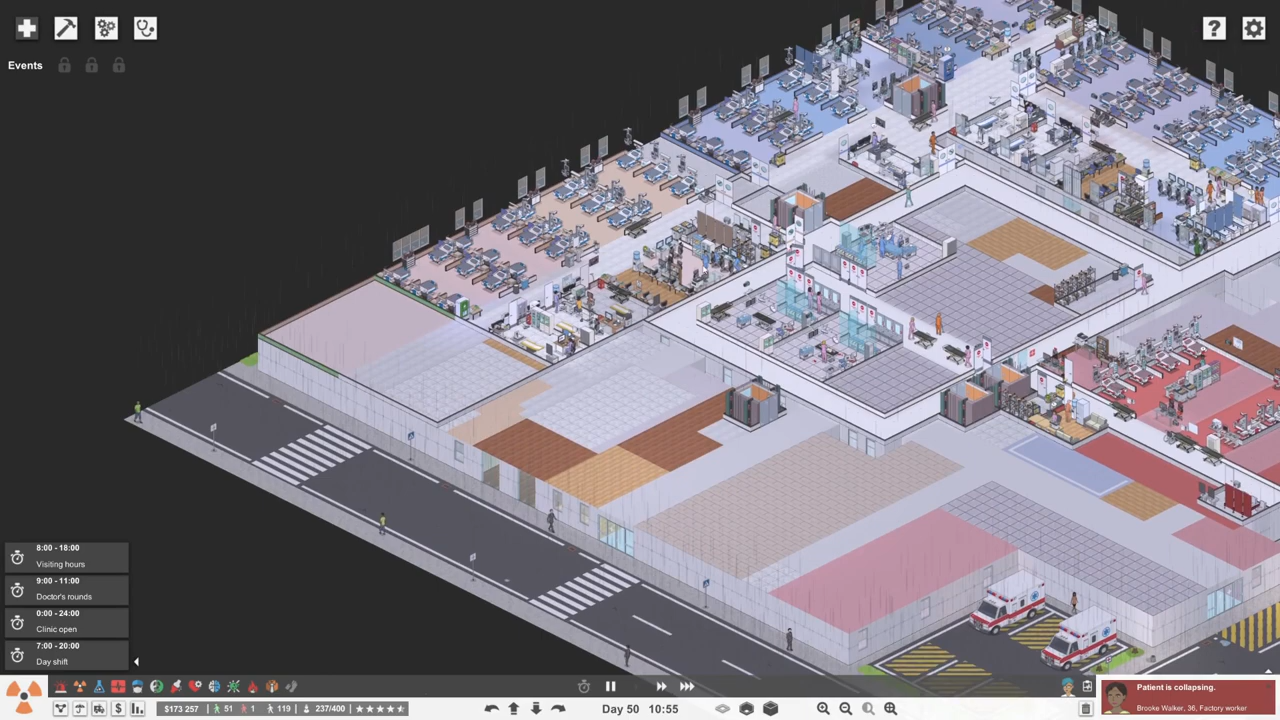 ?
Events
8:00 - 18:00
Visiting hours
9:00 - 11:00
Doctor's rounds
0:00 - 24:00
Clinic open
7:00 - 20:00
Day shift
$173 257 51 1 119 237/400
Day 50 10:55
Patient is collapsing.
Brooke Walker, 36, Factory worker